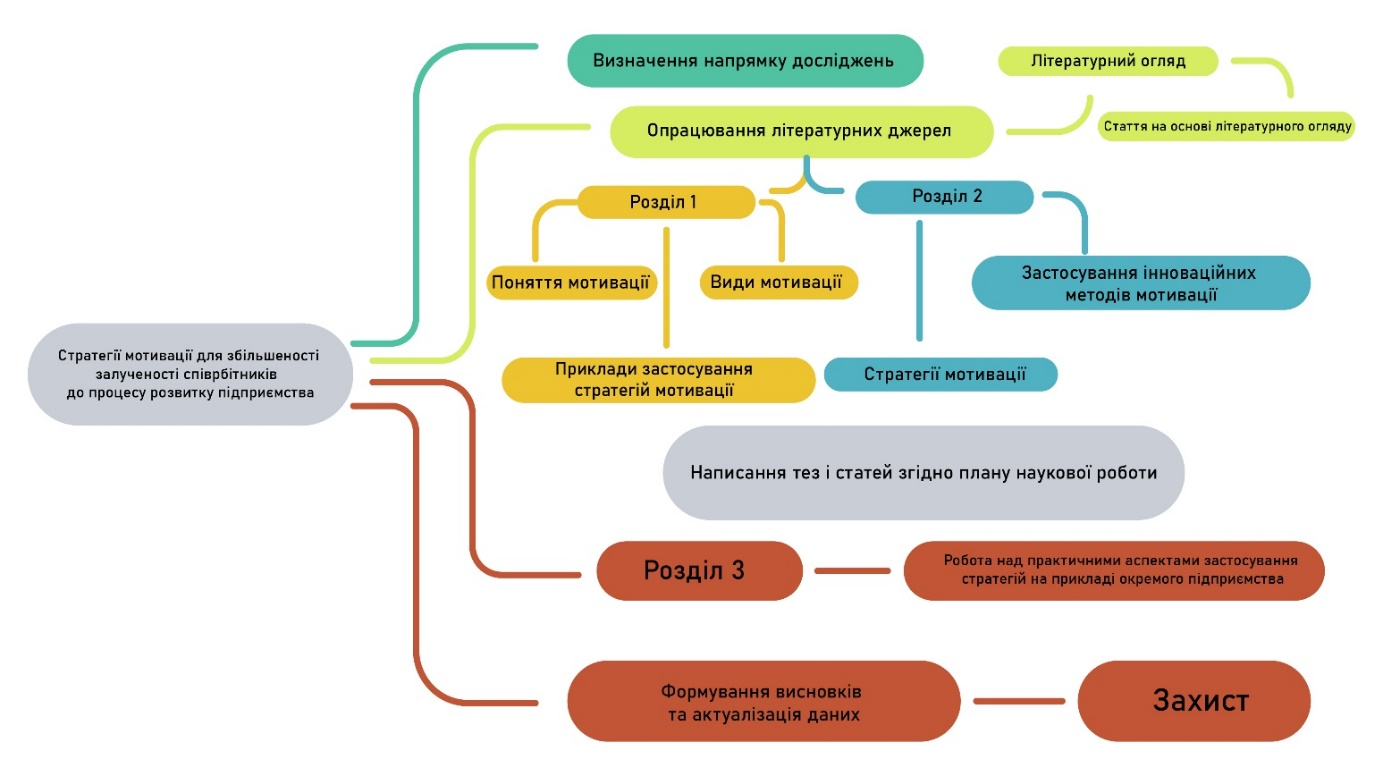 Визначення напрямку досліджень
Літературний огляд
Опрацювання літературних джерел
Стаття на основі літературного огляду
Розділ 1
Розділ 2
Поняття мотивації
Види мотивації
Застосування інноваційних
методів мотивації
Приклади застосування
стратегій мотивації
Стратегії мотивації
Стратегії мотивації для збільшеності
залученості співрбітників
до процесу розвитку підприємства
Написання тез і статей згідно плану наукової роботи
Розділ 3
Робота над практичними аспектами застосування
стратегій на прикладі окремого підприємства
Формування висновків
та актуалізація даних
Захист